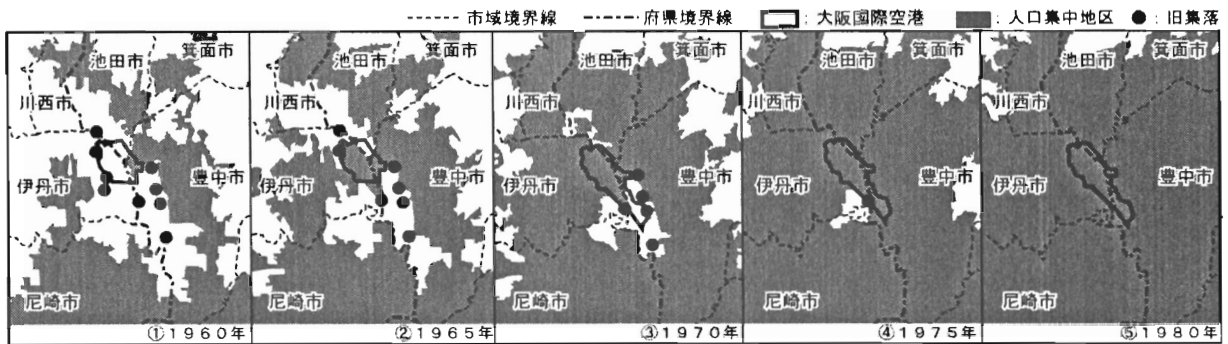 市域境界線 府県境界線 :大阪国際空港 :人口集中地区 :旧集落
箕面市
池田市
川西市
伊丹市
豊中市
尼崎市
①1960年
箕面市
池田市
川西市
伊丹市
豊中市
尼崎市
②1965年
箕面市
池田市
川西市
伊丹市
豊中市
尼崎市
③1970年
箕面市
池田市
川西市
伊丹市
豊中市
尼崎市
④1975年
箕面市
池田市
川西市
伊丹市
豊中市
尼崎市
⑤1980年